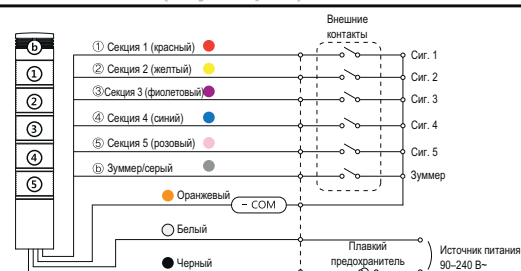 Внешние
контакты
b
① Секция 1 (красный)
Сиг. 1
1
② Секция 2 (желтый)
Сиг. 2
2
③Секция 3 (фиолетовый)
Сиг. 3
3
④ Секция 4 (синий)
Сиг. 4
4
⑤ Секция 5 (розовый)
Сиг. 5
5
ⓑ Зуммер/серый
Зуммер
Оранжевый
- COM
Белый
Плавкий
предохранитель
Источник питания
90–240 В~
Черный